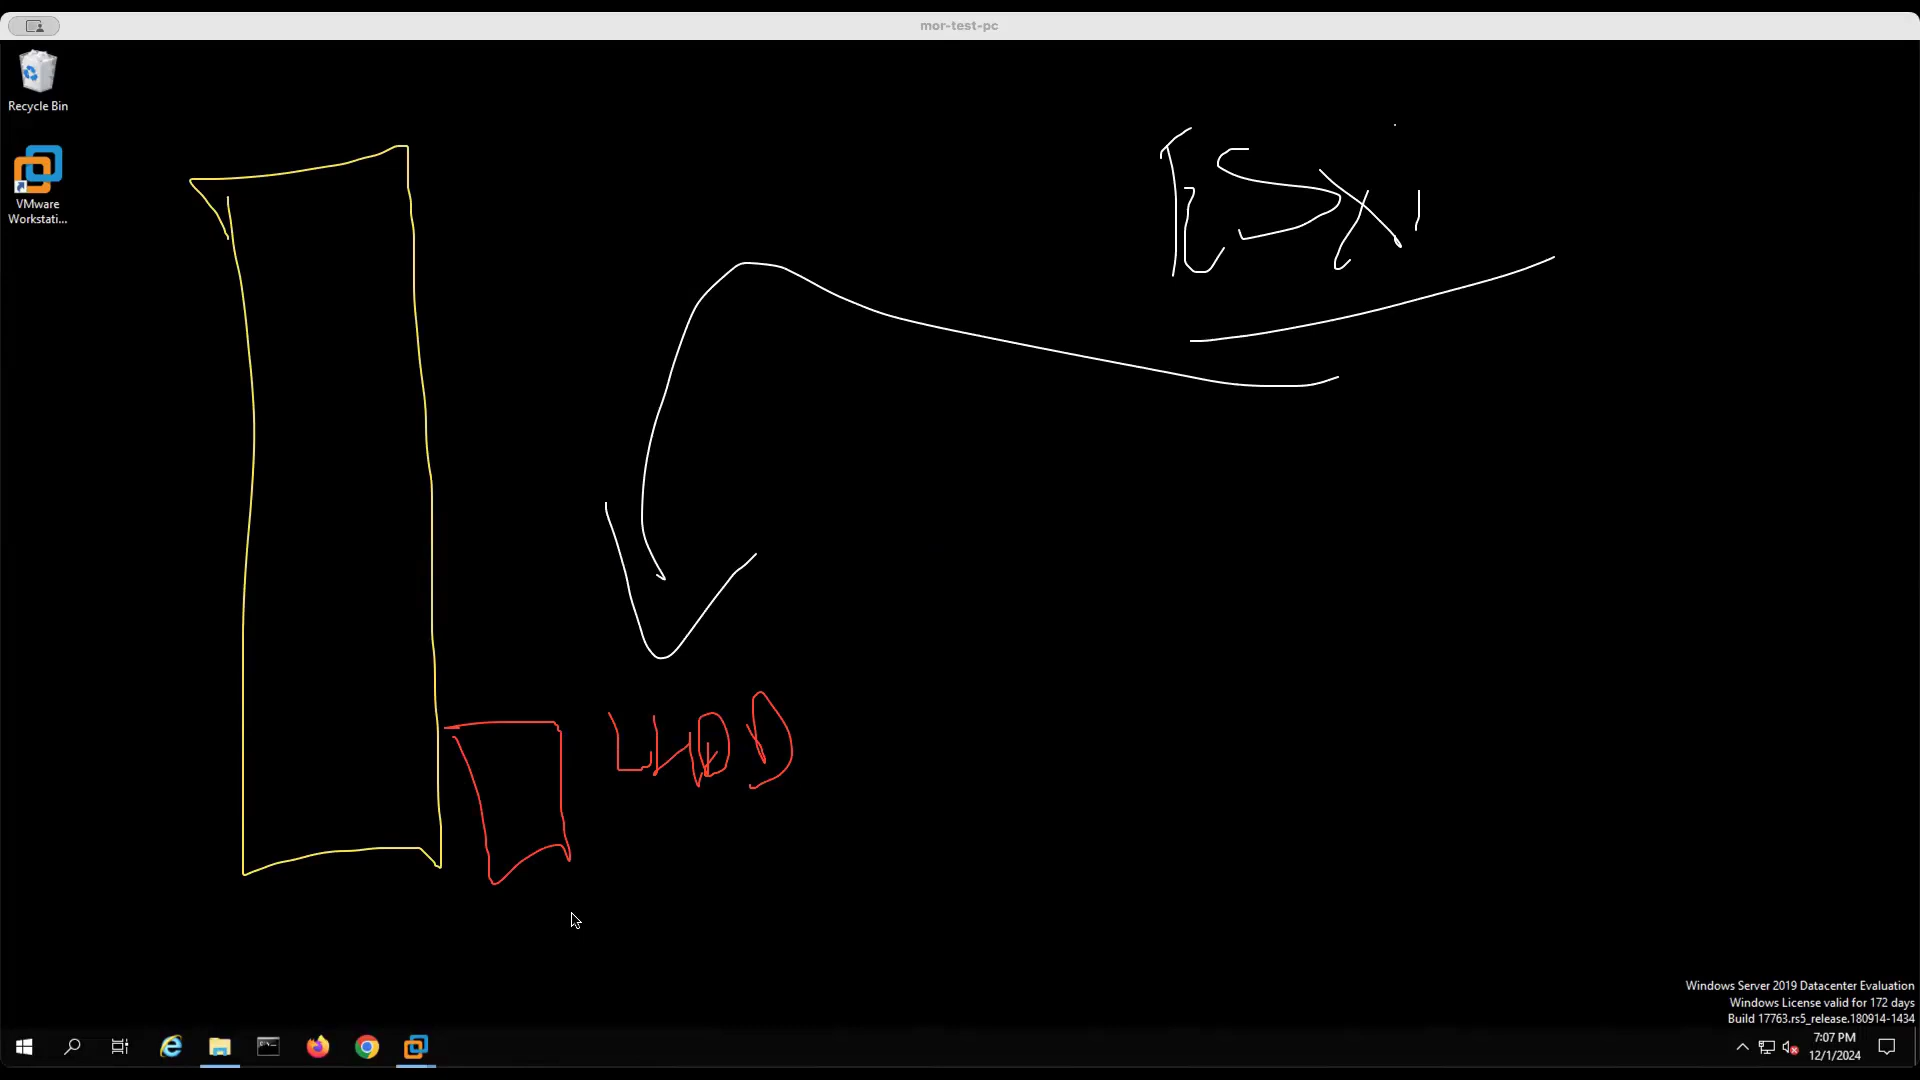 mor-test-pc
Recycle Bin
VMware
Workstati...
ESXi
HDD
Windows Server 2019 Datacenter Evaluation
Windows License valid for 172 days
Build 17763.rs5_release.180914-1434
7:07 PM
12/1/2024